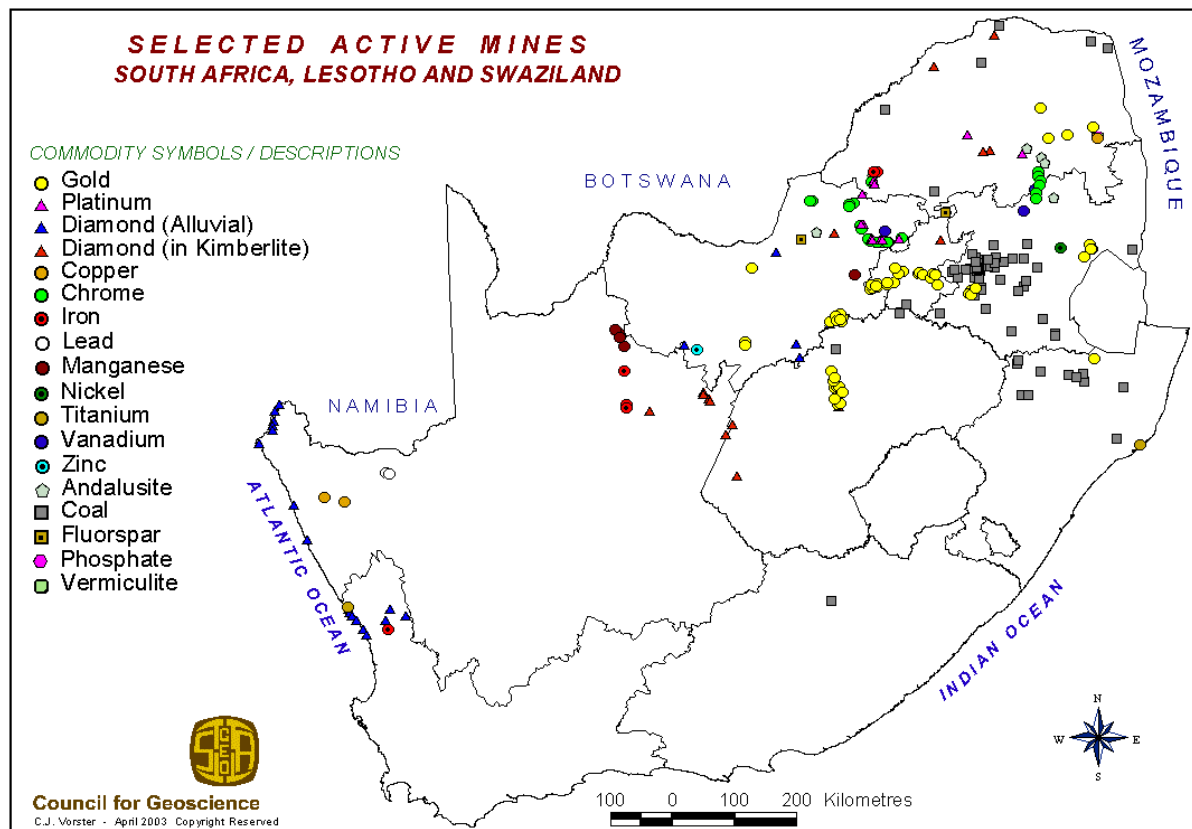 SELECTED ACTIVE MINES
SOUTH AFRICA, LESOTHO AND SWAZILAND
COMMODITY SYMBOLS / DESCRIPTIONS
Gold
Platinum
Diamond (Alluvial)
Diamond (in Kimberlite)
Copper
Chrome
Iron
Lead
Manganese
Nickel
Titanium
Vanadium
Zinc
Andalusite
Coal
Fluorspar
Phosphate
Vermiculite
BOTSWANA
NAMIBIA
MOZAMBIQUE
ATLANTIC OCEAN
INDIAN OCEAN
N
W E
S
100 0 100 200 Kilometres
Council for Geoscience
C.J. Vorster - April 2003 Copyright Reserved